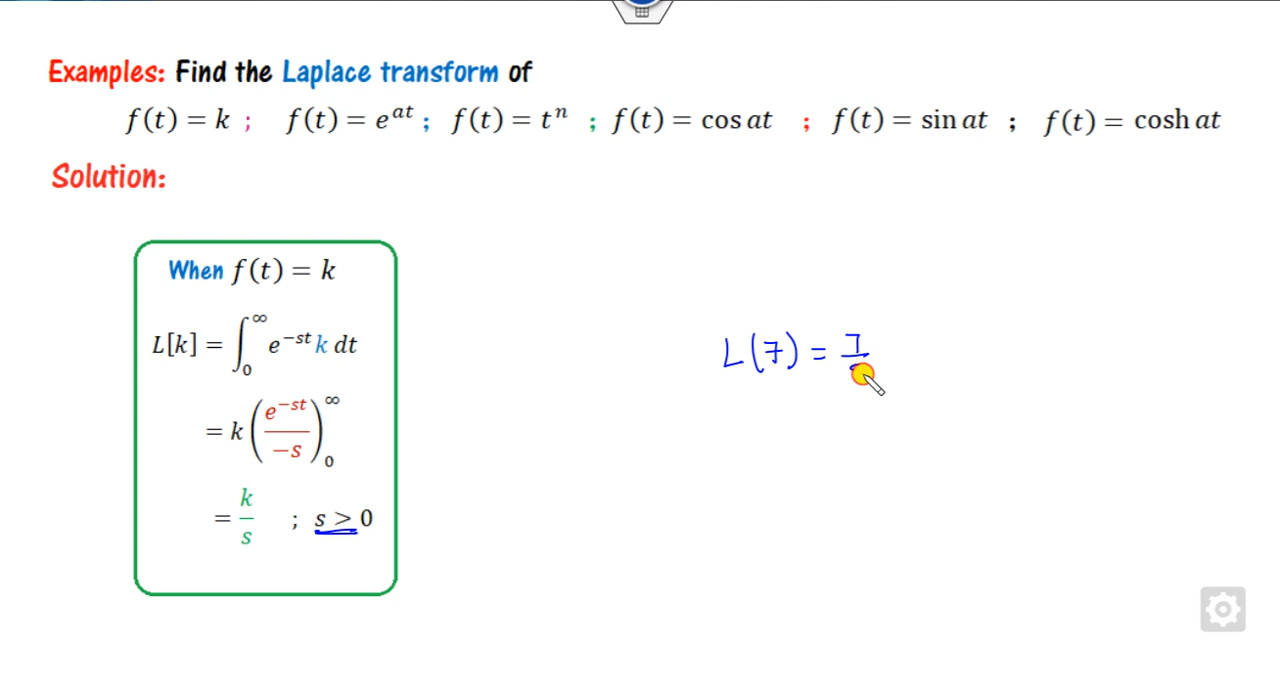 Examples: Find the Laplace transform of
f(t) = k ; f(t) = e^{at} ; f(t) = t^n ; f(t) = cos at ; f(t) = sin at ; f(t) = cosh at
Solution:
When f(t) = k
L[k] = ∫_0^∞ e^{-st} k dt
= k (e^{-st}/-s)_0^∞
= k/s ; s > 0
L(7) = 7/